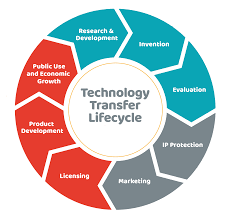 Technology
Transfer
Lifecycle
Research &
Development
Invention
Evaluation
IP Protection
Marketing
Licensing
Product
Development
Public Use
and Economic
Growth